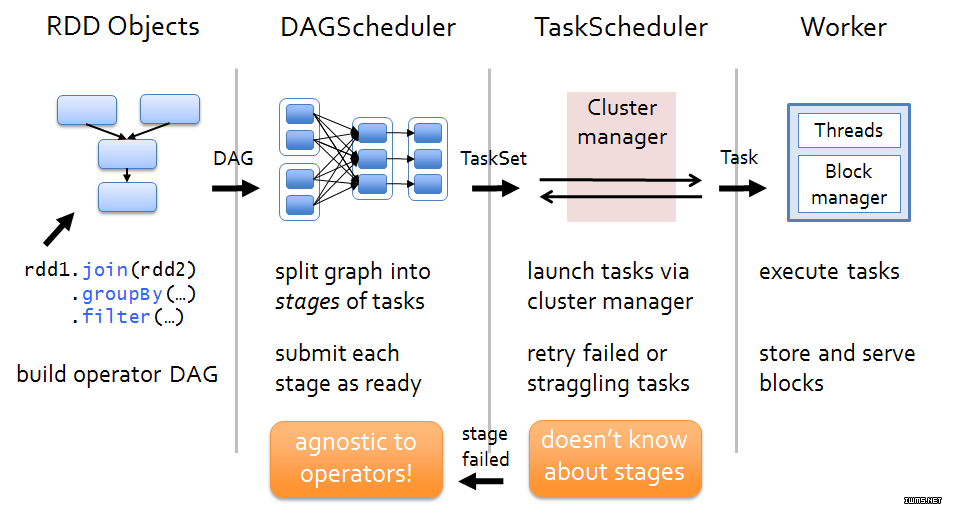 RDD Objects
DAGScheduler
TaskScheduler
Worker
DAG
TaskSet
Cluster
manager
Task
Threads
Block
manager
rdd1.join(rdd2)
.groupBy(…)
.filter(…)
build operator DAG
split graph into
stages of tasks
submit each
stage as ready
agnostic to
operators!
launch tasks via
cluster manager
retry failed or
straggling tasks
stage
failed
doesn’t know
about stages
execute tasks
store and serve
blocks
IWMS.NET